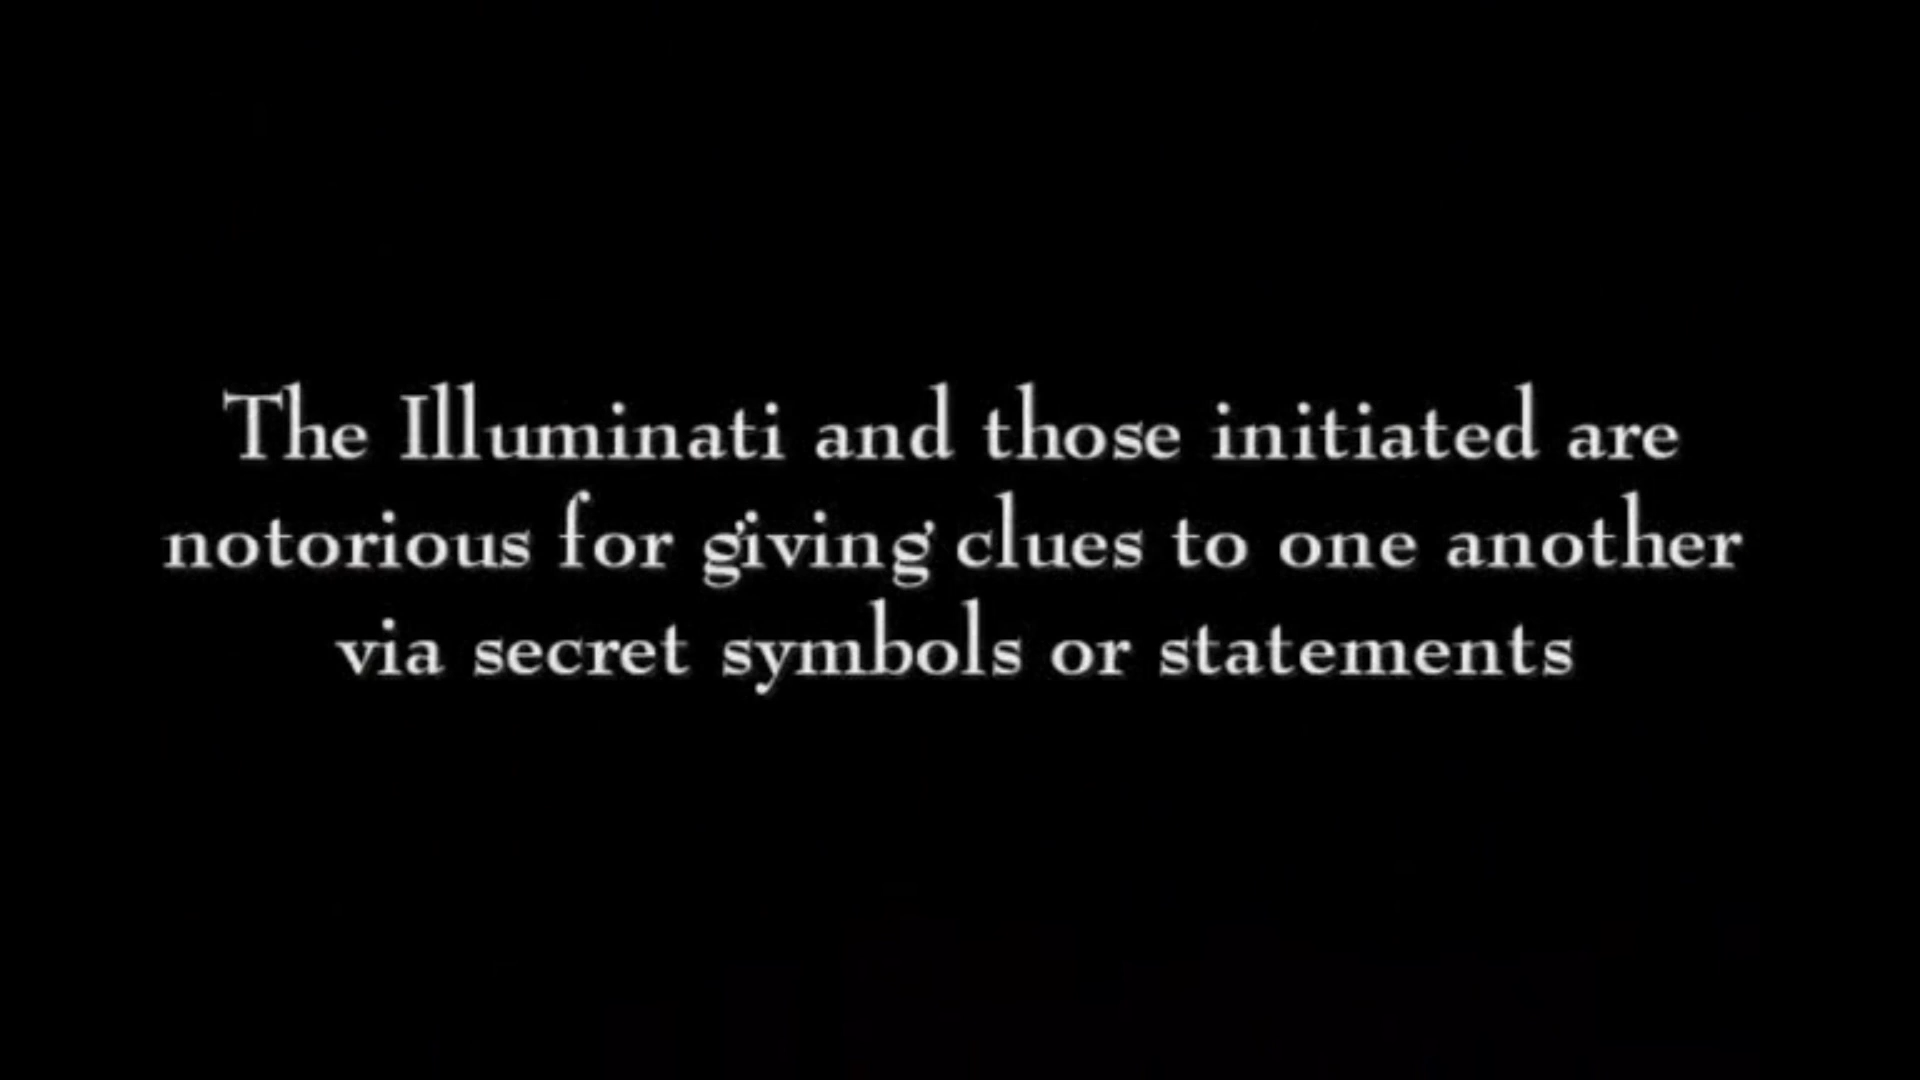 The Illuminati and those initiated are
notorious for giving clues to one another
via secret symbols or statements